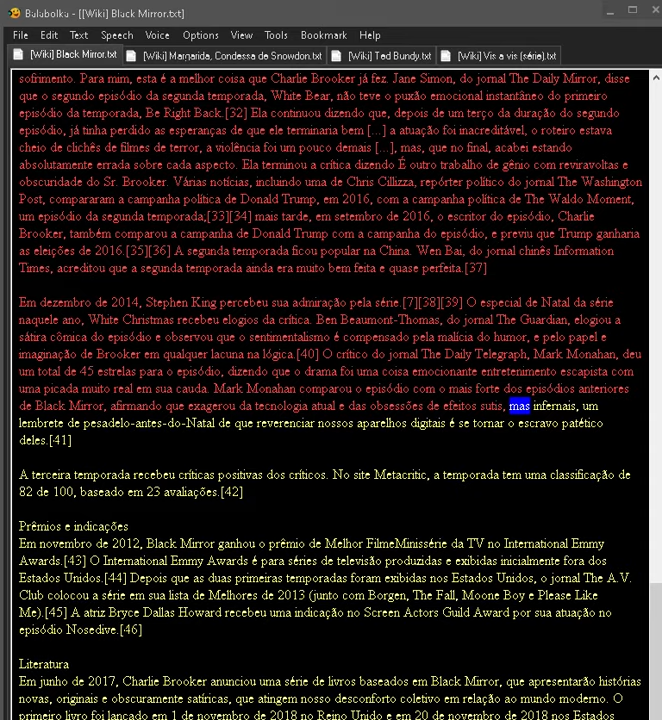 Balabolka - [[Wiki] Black Mirror.txt]
File Edit Text Speech Voice Options View Tools Bookmark Help
[Wiki] Black Mirror.txt [Wiki] Margarida, Condessa de Snowdon.txt [Wiki] Ted Bundy.txt [Wiki] Vis a vis (série).txt
sofrimento. Para mim, esta é a melhor coisa que Charlie Brooker já fez. Jane Simon, do jornal The Daily Mirror, disse
que o segundo episódio da segunda temporada, White Bear, não teve o puxão emocional instantâneo do primeiro
episódio da temporada, Be Right Back.[32] Ela continuou dizendo que, depois de um terço da duração do segundo
episódio, já tinha perdido as esperanças de que ele terminaria bem [...] a atuação foi inacreditável, o roteiro estava
cheio de clichês de filmes de terror, a violência foi um pouco demais [...], mas, que no final, acabei estando
absolutamente errada sobre cada aspecto. Ela terminou a crítica dizendo É outro trabalho de gênio com reviravoltas e
obscuridade do Sr. Brooker. Várias notícias, incluindo uma de Chris Cillizza, repórter político do jornal The Washington
Post, compararam a campanha política de Donald Trump, em 2016, com a campanha política de The Waldo Moment,
um episódio da segunda temporada,[33][34] mais tarde, em setembro de 2016, o escritor do episódio, Charlie
Brooker, também comparou a campanha de Donald Trump com a campanha do episódio, e previu que Trump ganharia
as eleições de 2016.[35][36] A segunda temporada ficou popular na China. Wen Bai, do jornal chinês Information
Times, acreditou que a segunda temporada ainda era muito bem feita e quase perfeita.[37]
Em dezembro de 2014, Stephen King percebeu sua admiração pela série.[7][38][39] O especial de Natal da série
naquele ano, White Christmas recebeu elogios da crítica. Ben Beaumont-Thomas, do jornal The Guardian, elogiou a
sátira cômica do episódio e observou que o sentimentalismo é compensado pela malícia do humor, e pelo papel e
imaginação de Brooker em qualquer lacuna na lógica.[40] O crítico do jornal The Daily Telegraph, Mark Monahan, deu
um total de 45 estrelas para o episódio, dizendo que o drama foi uma coisa emocionante entretenimento escapista com
uma picada muito real em sua cauda. Mark Monahan comparou o episódio com o mais forte dos episódios anteriores
de Black Mirror, afirmando que exagerou da tecnologia atual e das obsessões de efeitos sutis, mas infernais, um
lembrete de pesadelo-antes-do-Natal de que reverenciar nossos aparelhos digitais é se tornar o escravo patético
deles.[41]
A terceira temporada recebeu críticas positivas dos críticos. No site Metacritic, a temporada tem uma classificação de
82 de 100, baseado em 23 avaliações.[42]
Prêmios e indicações
Em novembro de 2012, Black Mirror ganhou o prêmio de Melhor FilmeMinissérie da TV no International Emmy
Awards.[43] O International Emmy Awards é para séries de televisão produzidas e exibidas inicialmente fora dos
Estados Unidos.[44] Depois que as duas primeiras temporadas foram exibidas nos Estados Unidos, o jornal The A.V.
Club colocou a série em sua lista de Melhores de 2013 (junto com Borgen, The Fall, Moone Boy e Please Like
Me).[45] A atriz Bryce Dallas Howard recebeu uma indicação no Screen Actors Guild Award por sua atuação no
episódio Nosedive.[46]
Literatura
Em junho de 2017, Charlie Brooker anunciou uma série de livros baseados em Black Mirror, que apresentarão histórias
novas, originais e obscuramente satíricas, que atingem nosso desconforto coletivo em relação ao mundo moderno. O
primeiro livro foi lançado em 1 de novembro de 2018 no Reino Unido e em 20 de novembro de 2018 nos Estados